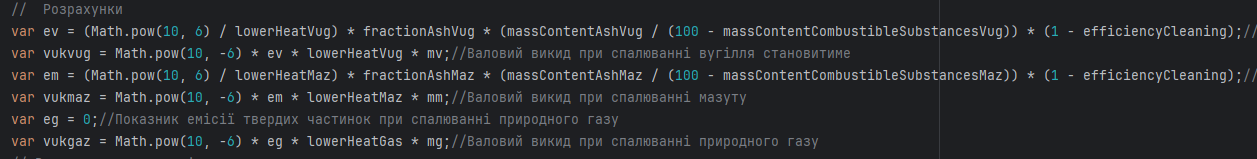 //  Розрахунки
var ev = (Math.pow(10, 6) / lowerHeatVug) * fractionAshVug * (massContentAshVug / (100 - massContentCombustibleSubstancesVug)) * (1 - efficiencyCleaning);//
var vukvug = Math.pow(10, -6) * ev * lowerHeatVug * mv;//Валовий викид при спалюванні вугілля становитиме
var em = (Math.pow(10, 6) / lowerHeatMaz) * fractionAshMaz * (massContentAshMaz / (100 - massContentCombustibleSubstancesMaz)) * (1 - efficiencyCleaning);//
var vukmaz = Math.pow(10, -6) * em * lowerHeatMaz * mm;//Валовий викид при спалюванні мазуту
var eg = 0;//Показник емісії твердих частинок при спалюванні природного газу
var vukgaz = Math.pow(10, -6) * eg * lowerHeatGas * mg;//Валовий викид при спалюванні природного газу